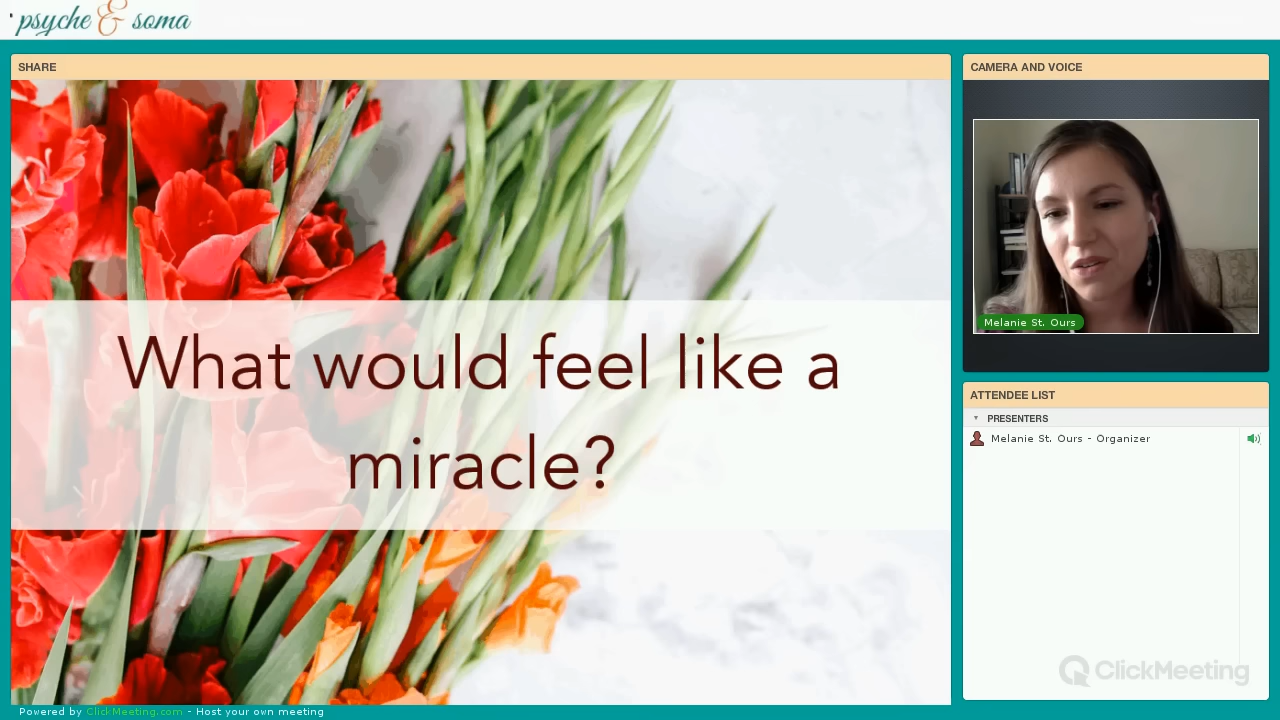 psyche & soma
SHARE
What would feel like a
miracle?
CAMERA AND VOICE
Melanie St. Ours
ATTENDEE LIST
PRESENTERS
Melanie St. Ours - Organizer
ClickMeeting
Powered by ClickMeeting.com - Host your own meeting